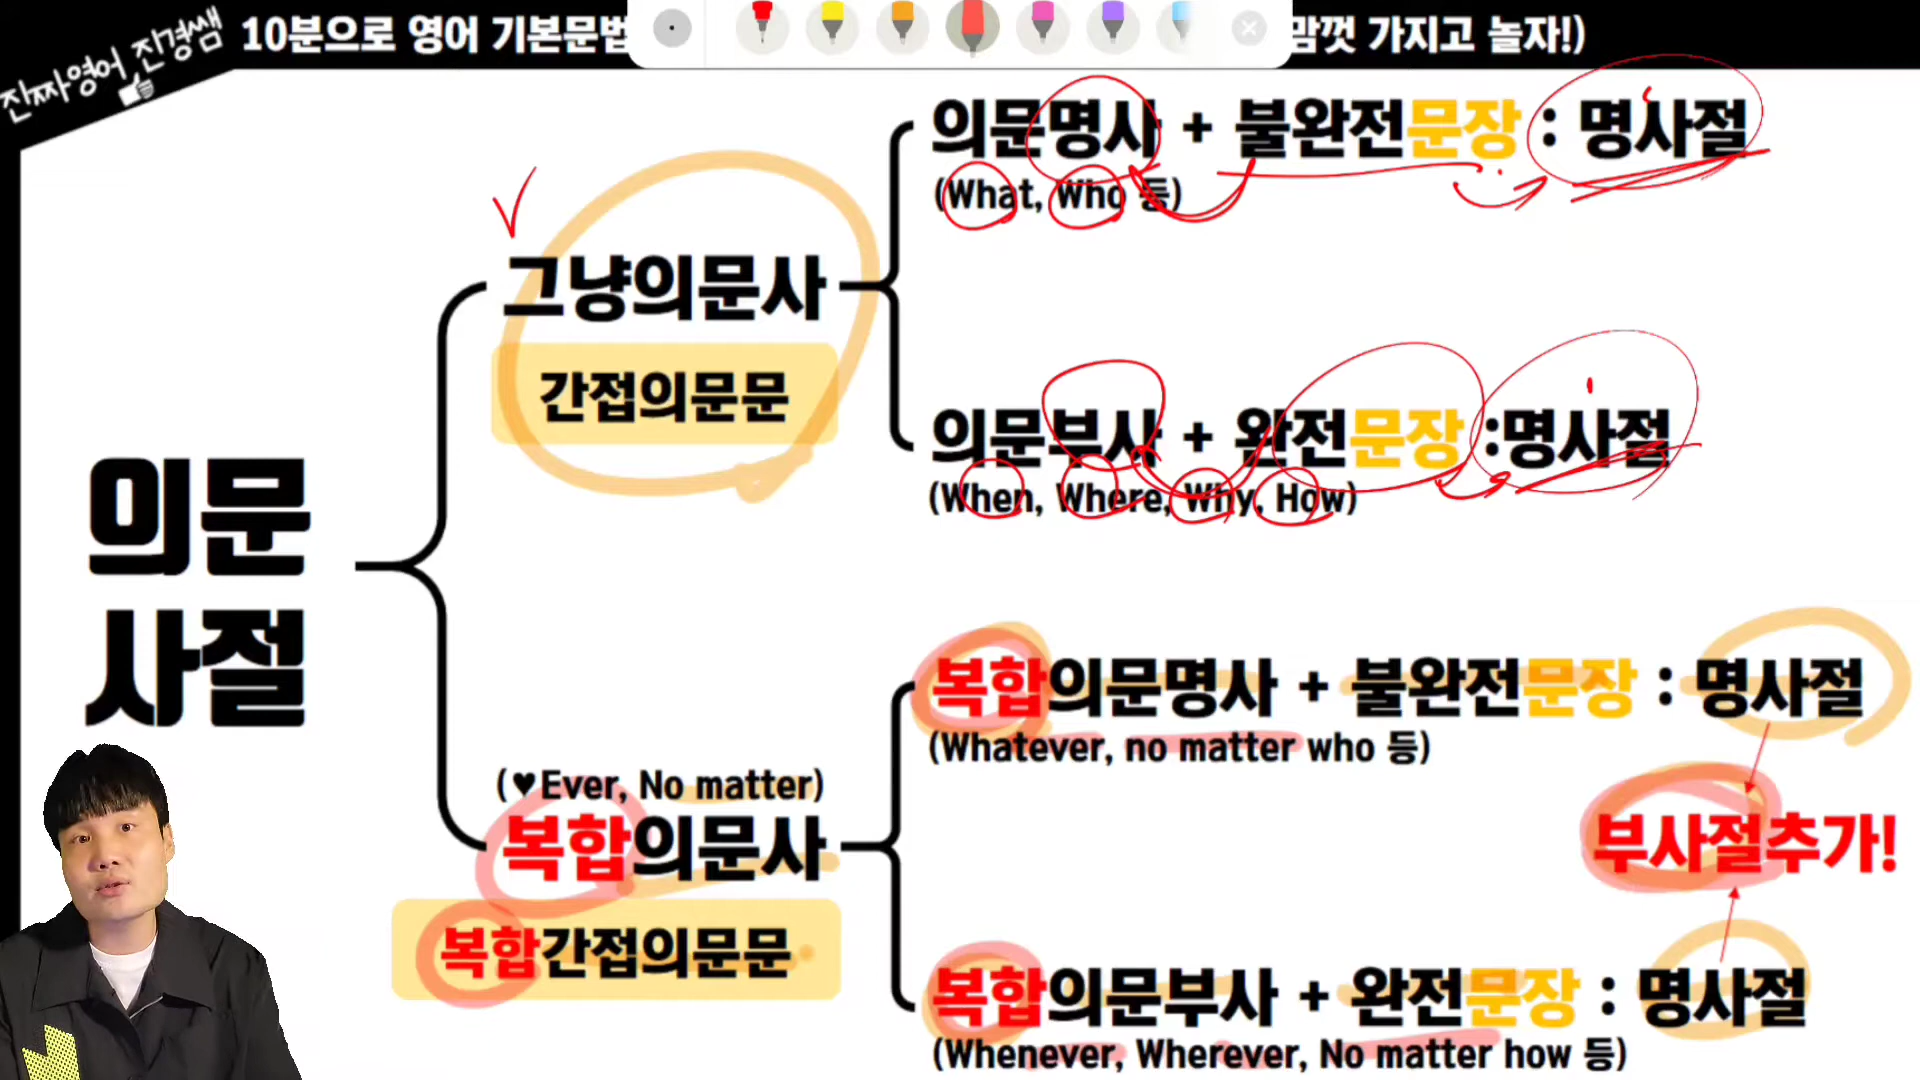 진짜영어 진경쌤
10분으로 영어 기본문법
맘껏 가지고 놀자!)
의문명사 + 불완전문장 : 명사절
(What, Who 등)
그냥의문사
간접의문문
의문부사 + 완전문장 :명사절
(When, Where, Why, How)
의문
사절
복합의문명사 + 불완전문장 : 명사절
(Whatever, no matter who 등)
(♥Ever, No matter)
복합의문사
부사절추가!
복합간접의문문
복합의문부사 + 완전문장 : 명사절
(Whenever, Wherever, No matter how 등)